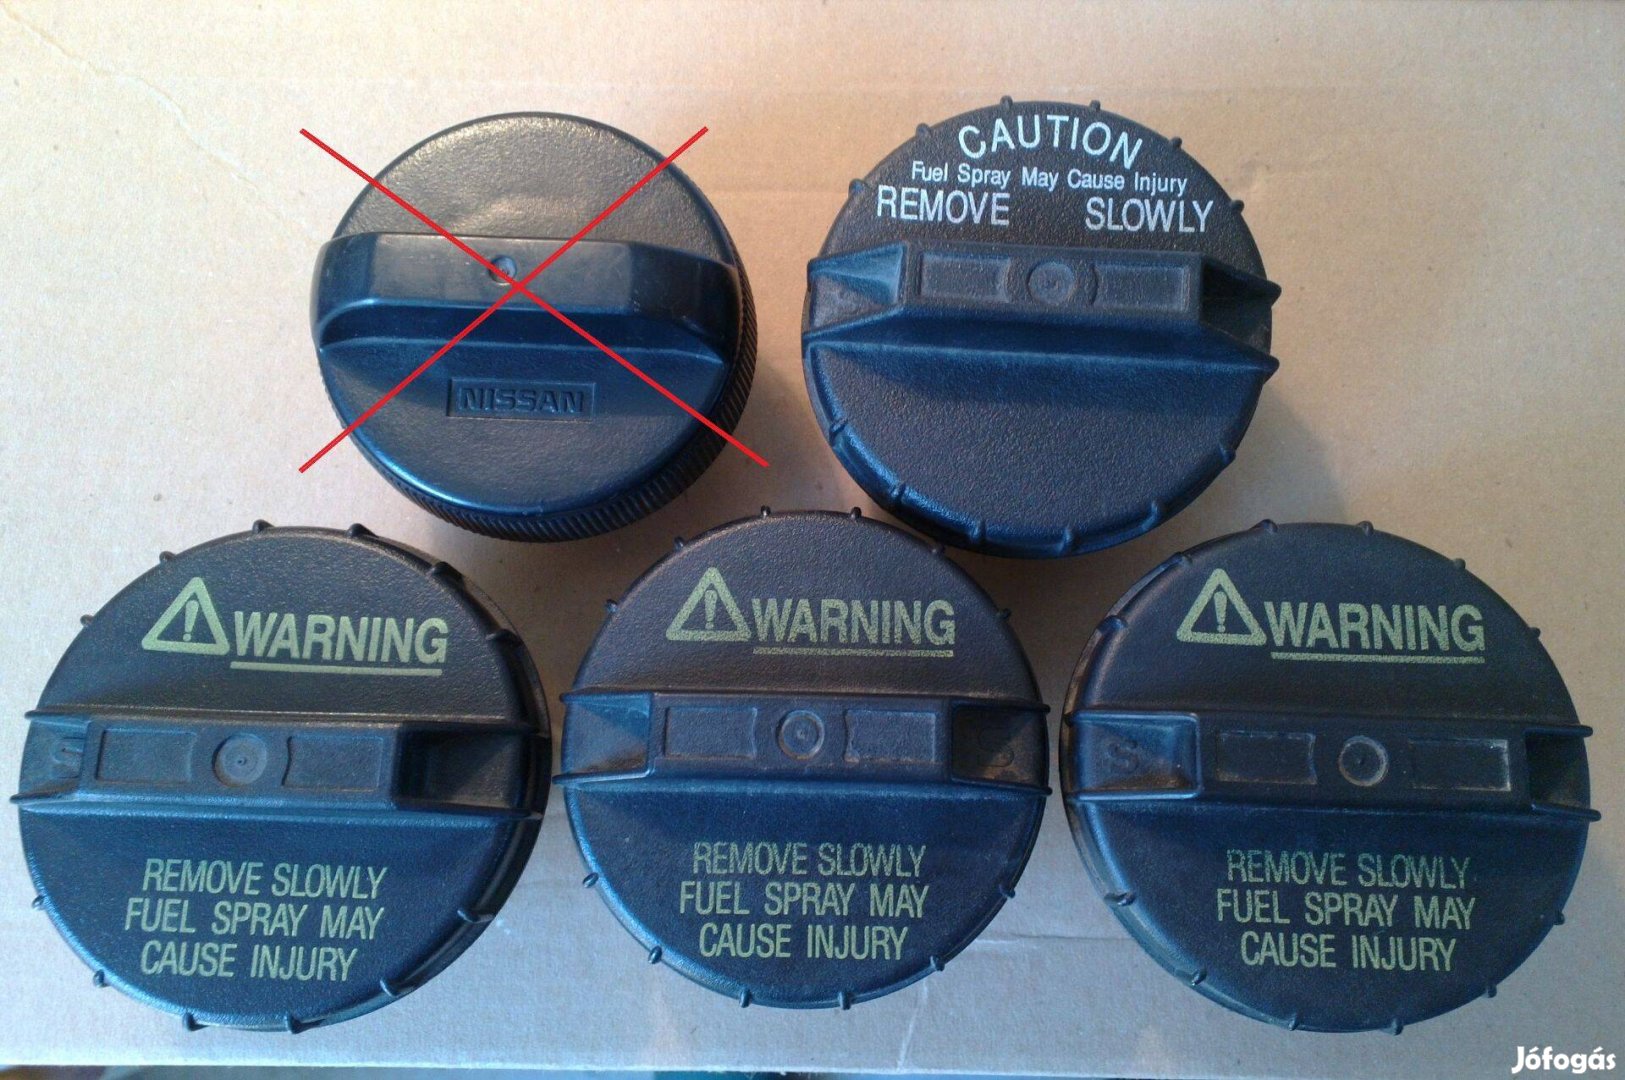 NISSAN
CAUTION
Fuel Spray May Cause Injury
REMOVE SLOWLY
WARNING
S
REMOVE SLOWLY
FUEL SPRAY MAY
CAUSE INJURY
WARNING
S
REMOVE SLOWLY
FUEL SPRAY MAY
CAUSE INJURY
WARNING
S
REMOVE SLOWLY
FUEL SPRAY MAY
CAUSE INJURY
Jófogás